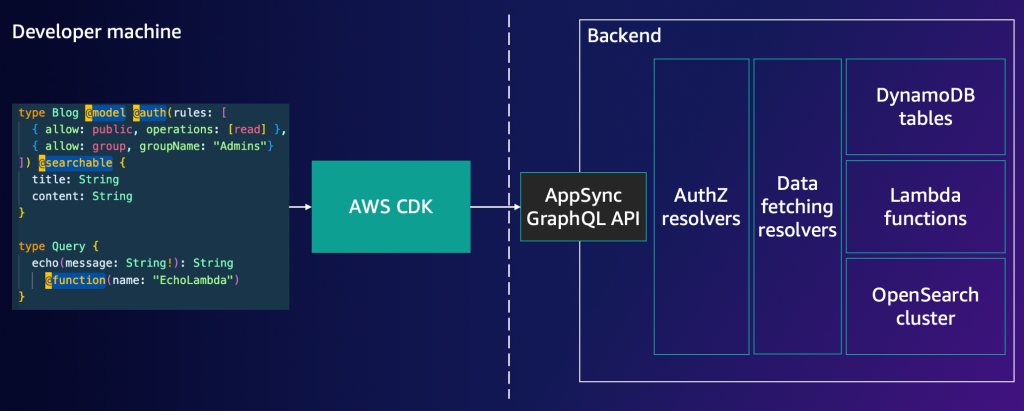 Developer machine
type Blog @model @auth(rules: [
{ allow: public, operations: [read] },
{ allow: group, groupName: "Admins"}
]) @searchable {
title: String
content: String
}
type Query {
echo(message: String!): String
@function(name: "EchoLambda")
}
AWS CDK
Backend
AppSync
GraphQL API
AuthZ
resolvers
Data
fetching
resolvers
DynamoDB
tables
Lambda
functions
OpenSearch
cluster